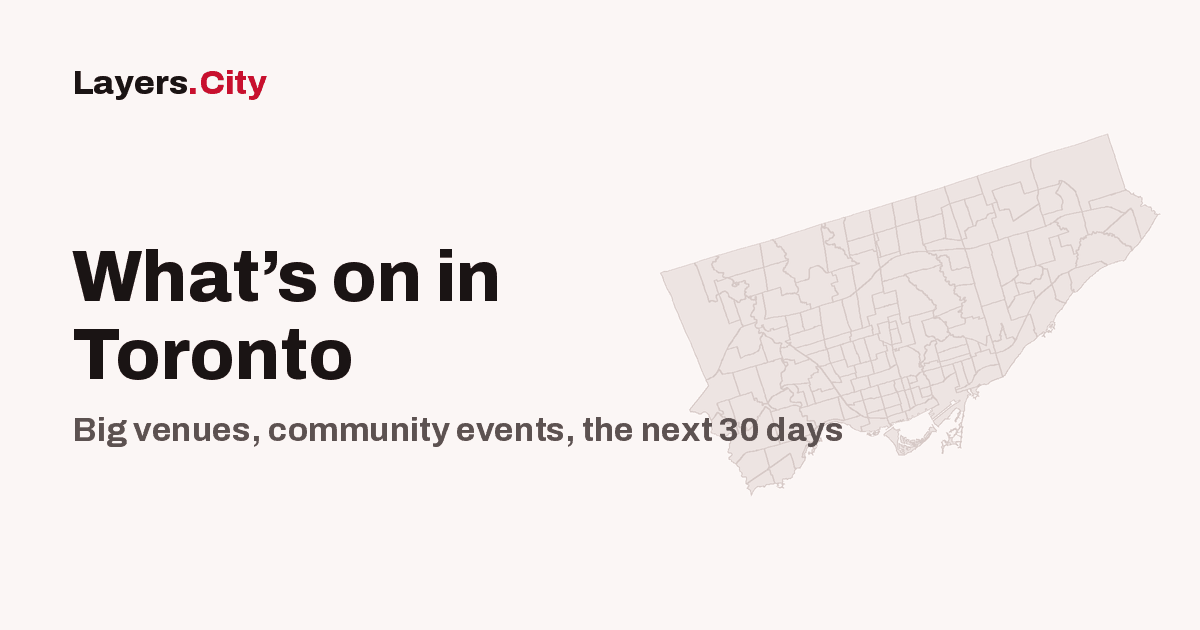 Layers.City
What’s on in
Toronto
Big venues, community events, the next 30 days